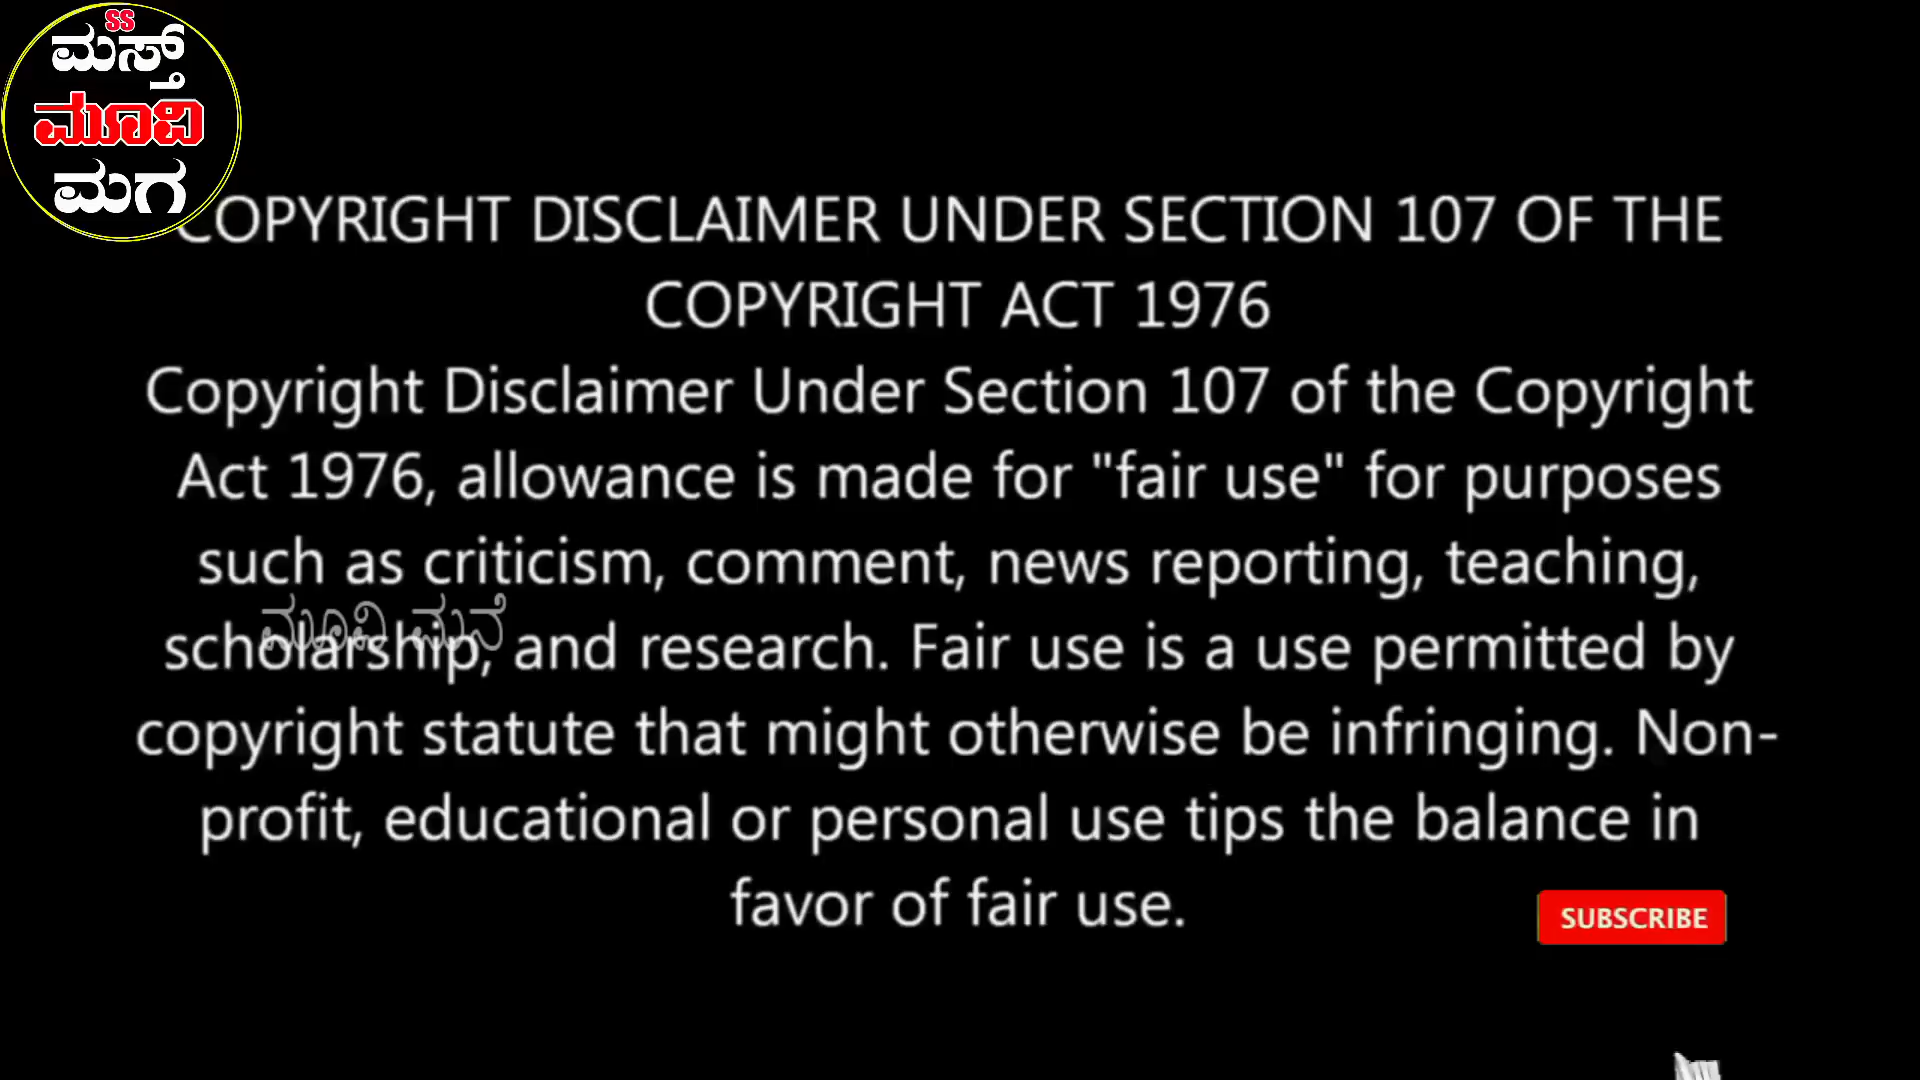 SS
ಮಸ್ತ್
ಮೂವಿ
ಮಗ
COPYRIGHT DISCLAIMER UNDER SECTION 107 OF THE
COPYRIGHT ACT 1976
Copyright Disclaimer Under Section 107 of the Copyright
Act 1976, allowance is made for "fair use" for purposes
such as criticism, comment, news reporting, teaching,
ಮೂವಿ ಮನೆ
scholarship, and research. Fair use is a use permitted by
copyright statute that might otherwise be infringing. Non-
profit, educational or personal use tips the balance in
favor of fair use.
SUBSCRIBE